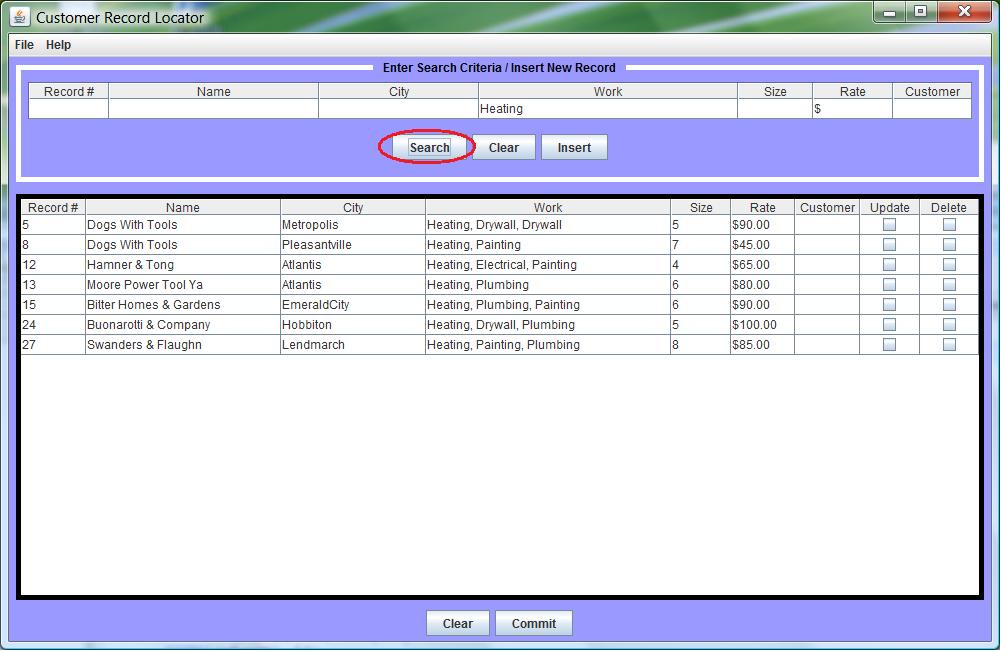 Customer Record Locator
File Help
Enter Search Criteria / Insert New Record
Record # Name City Work Size Rate Customer
Heating $
Search Clear Insert
Record # Name City Work Size Rate Customer Update Delete
5 Dogs With Tools Metropolis Heating, Drywall, Drywall 5 $90.00
8 Dogs With Tools Pleasantville Heating, Painting 7 $45.00
12 Hamner & Tong Atlantis Heating, Electrical, Painting 4 $65.00
13 Moore Power Tool Ya Atlantis Heating, Plumbing 6 $80.00
15 Bitter Homes & Gardens EmeraldCity Heating, Plumbing, Painting 6 $90.00
24 Buonarotti & Company Hobbiton Heating, Drywall, Plumbing 5 $100.00
27 Swanders & Flaughn Lendmarch Heating, Painting, Plumbing 8 $85.00
Clear Commit